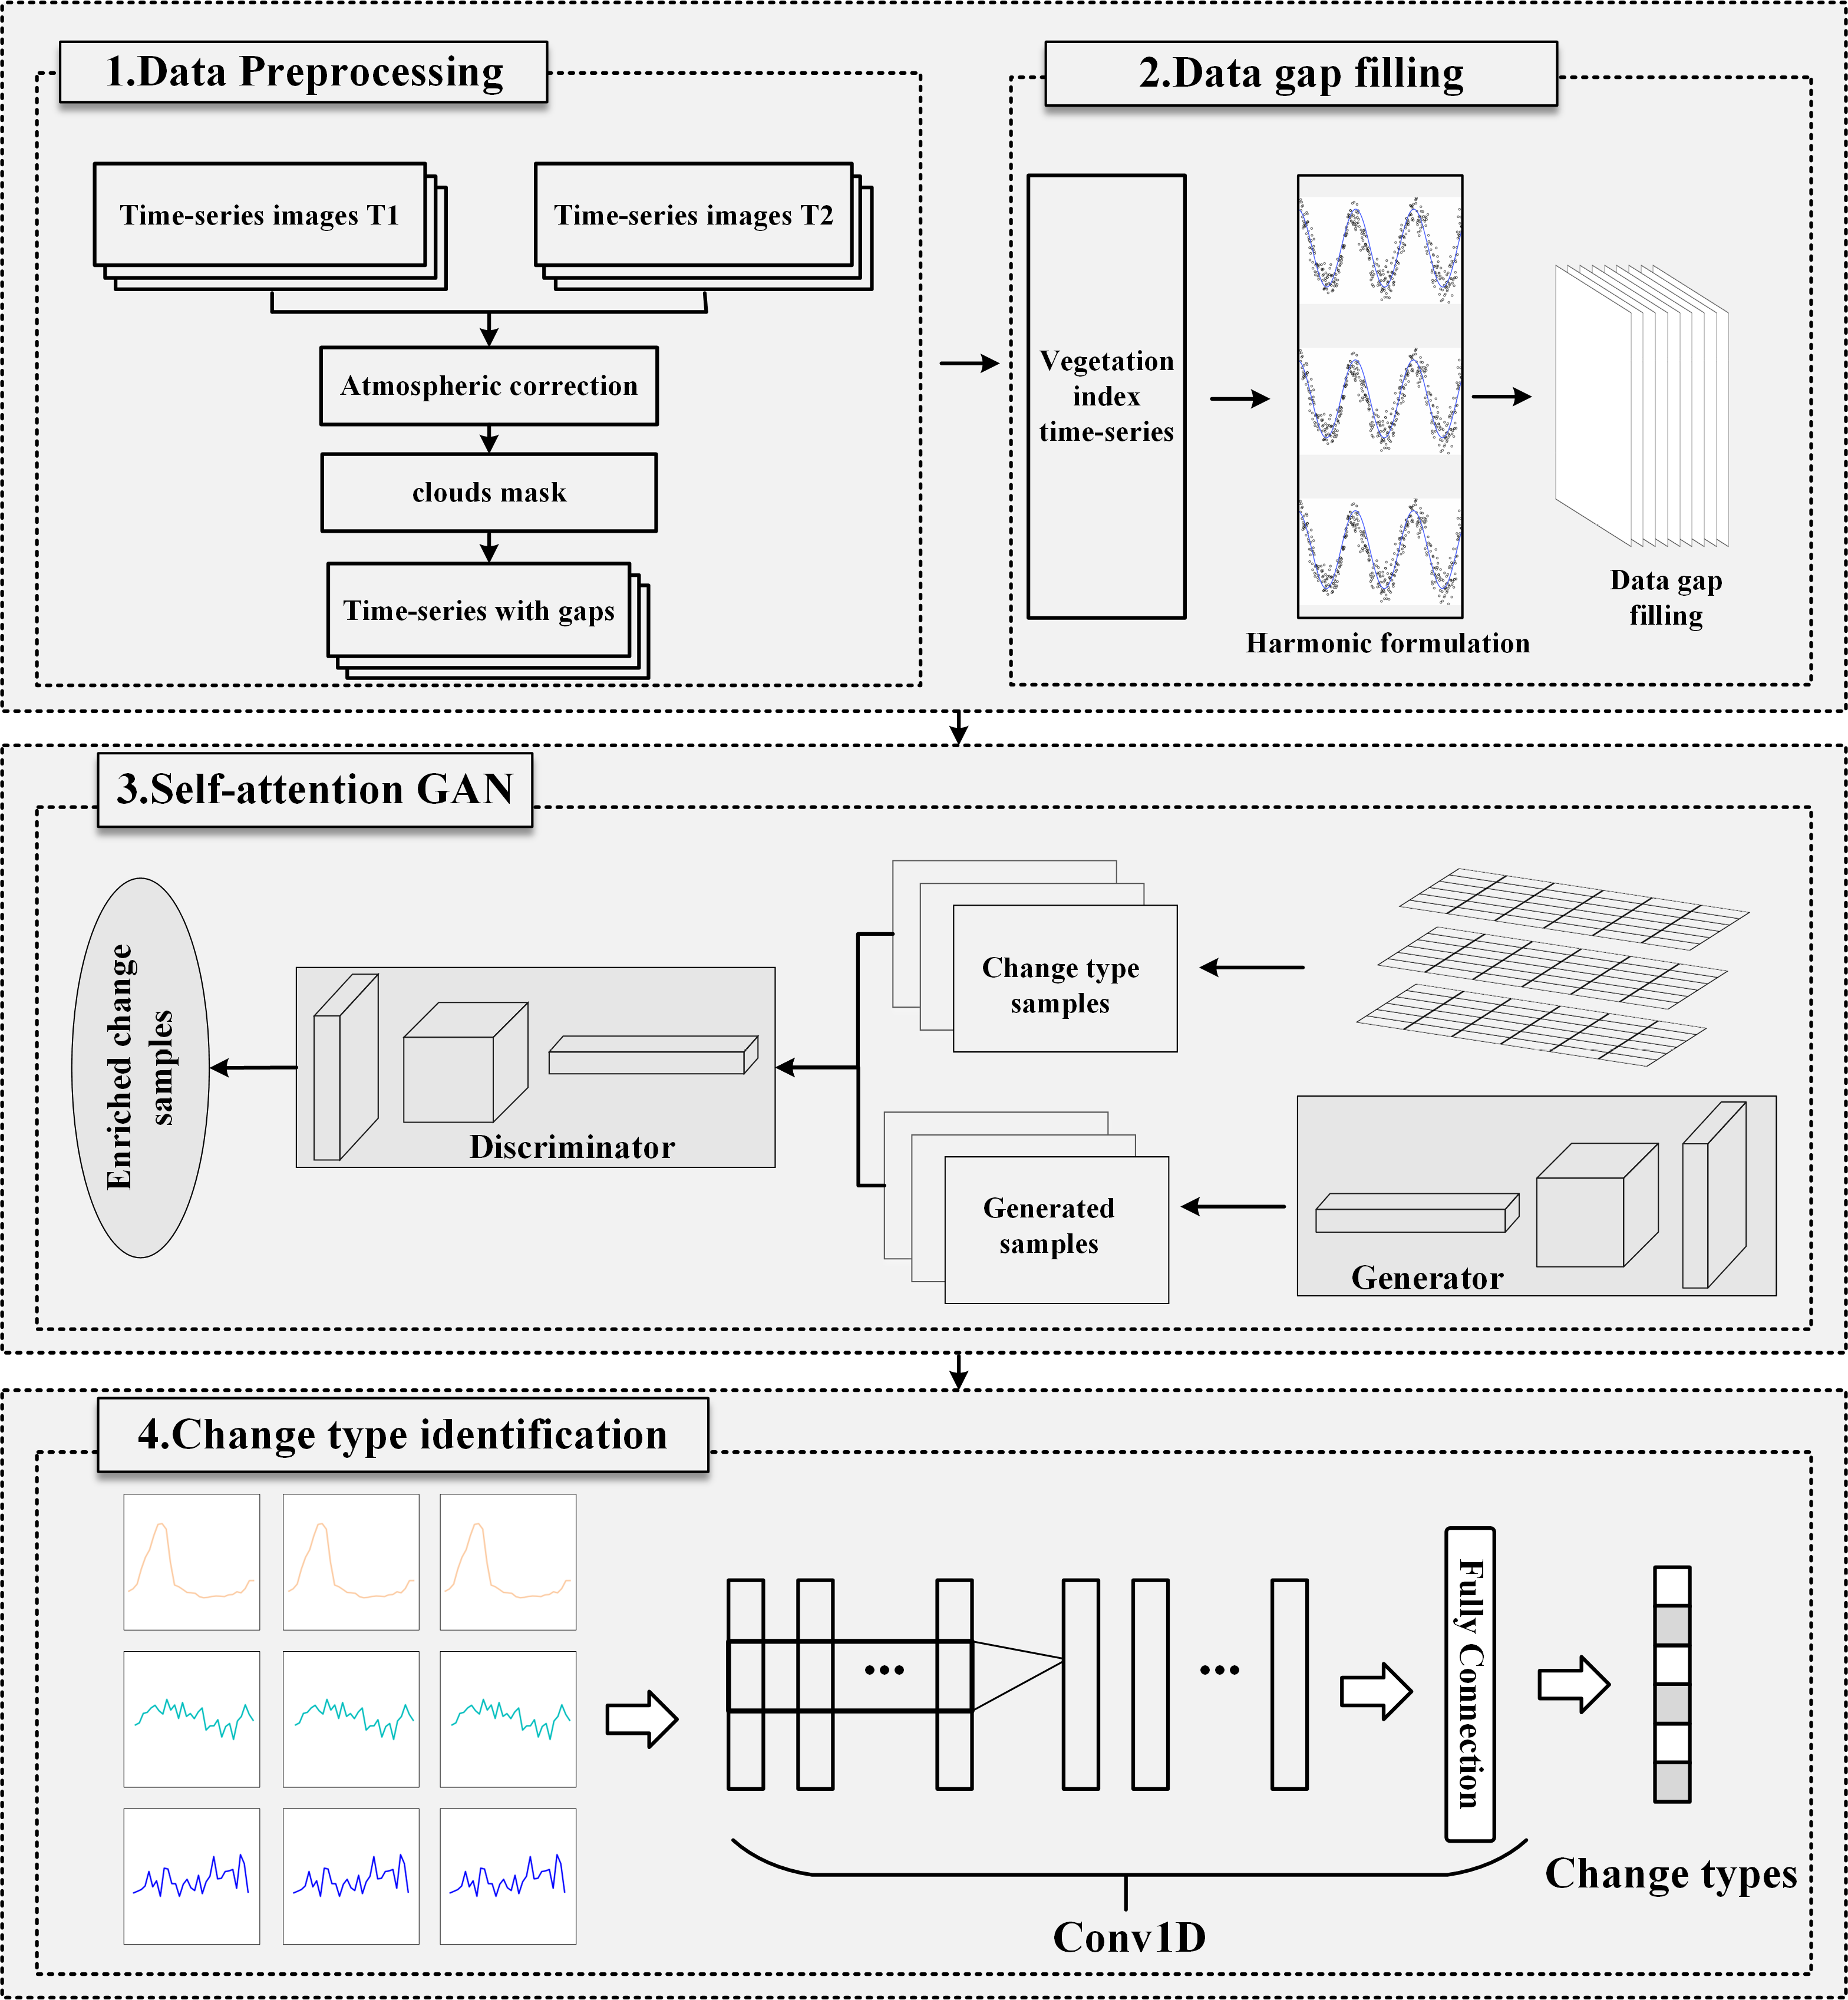 1.Data Preprocessing
Time-series images T1
Time-series images T2
Atmospheric correction
clouds mask
Time-series with gaps
2.Data gap filling
Vegetation
index
time-series
Harmonic formulation
Data gap
filling
3.Self-attention GAN
Enriched change
samples
Discriminator
Change type
samples
Generated
samples
Generator
4.Change type identification
...
...
Fully Connection
Conv1D
Change types